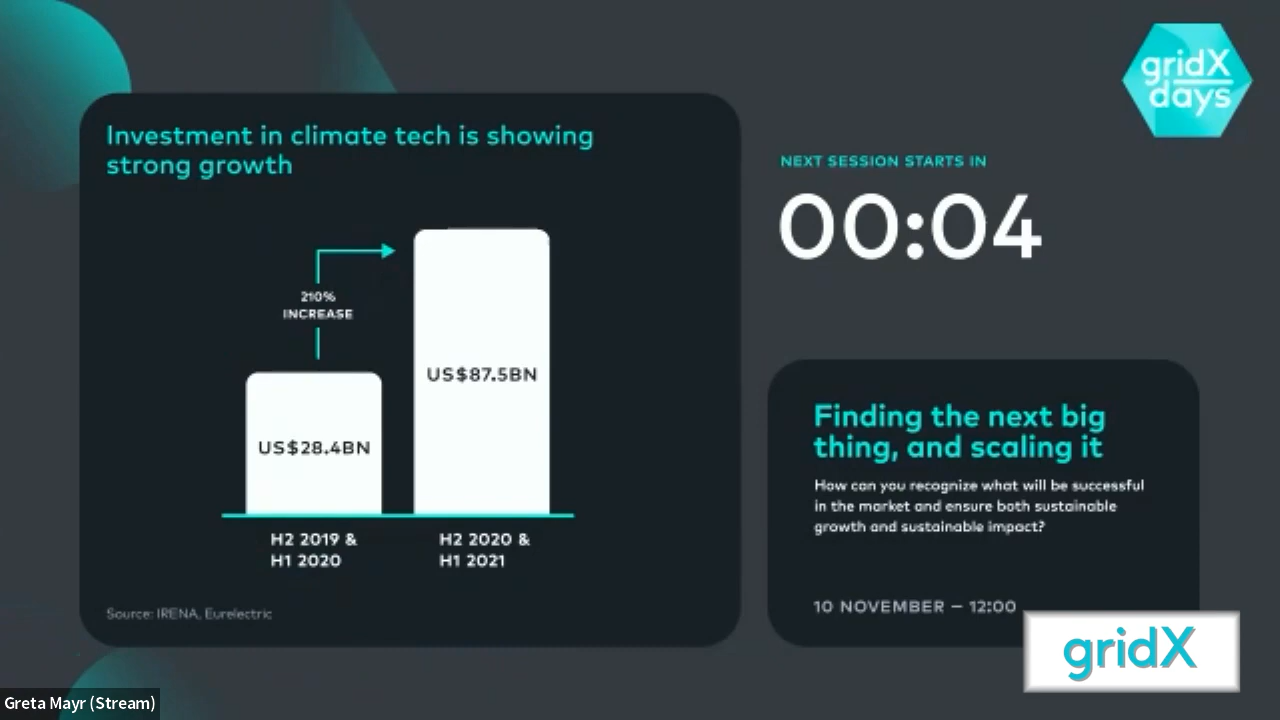 gridX
days
Investment in climate tech is showing
strong growth
NEXT SESSION STARTS IN
00:04
210%
INCREASE
US$28.4BN
US$87.5BN
H2 2019 &
H1 2020
H2 2020 &
H1 2021
Source: IRENA, Eurelectric
Finding the next big
thing, and scaling it
How can you recognize what will be successful
in the market and ensure both sustainable
growth and sustainable impact?
10 NOVEMBER – 12:00
gridX
Greta Mayr (Stream)